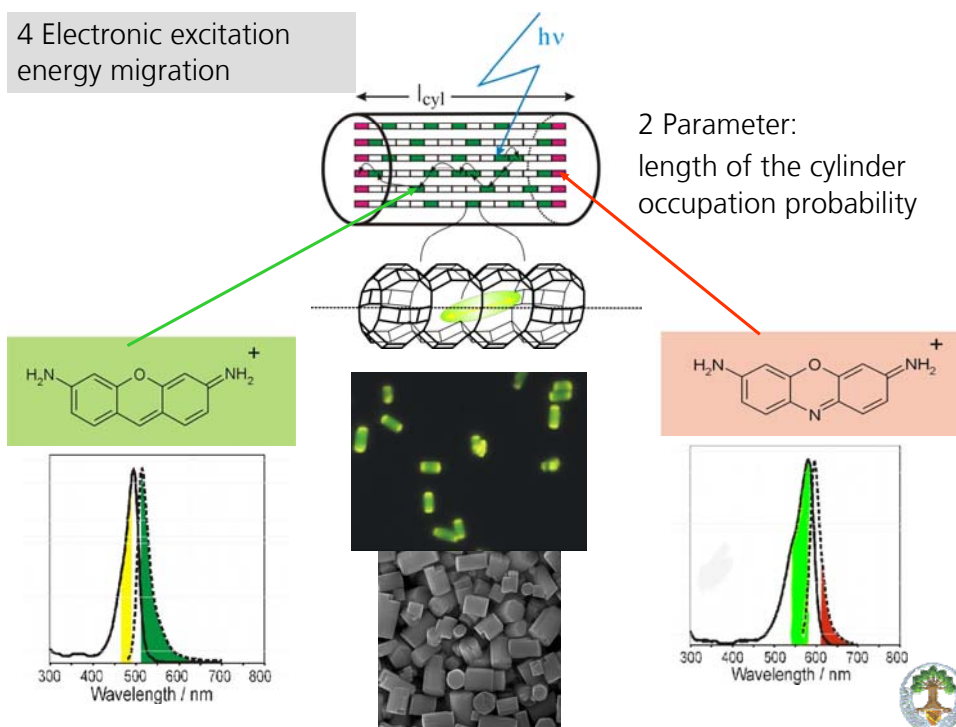 4 Electronic excitation
energy migration
hν
l_cyl
2 Parameter:
length of the cylinder
occupation probability
+
H₂N O NH₂
+
H₂N O NH₂
N
300 400 500 600 700 800
Wavelength / nm
300 400 500 600 700 800
Wavelength / nm